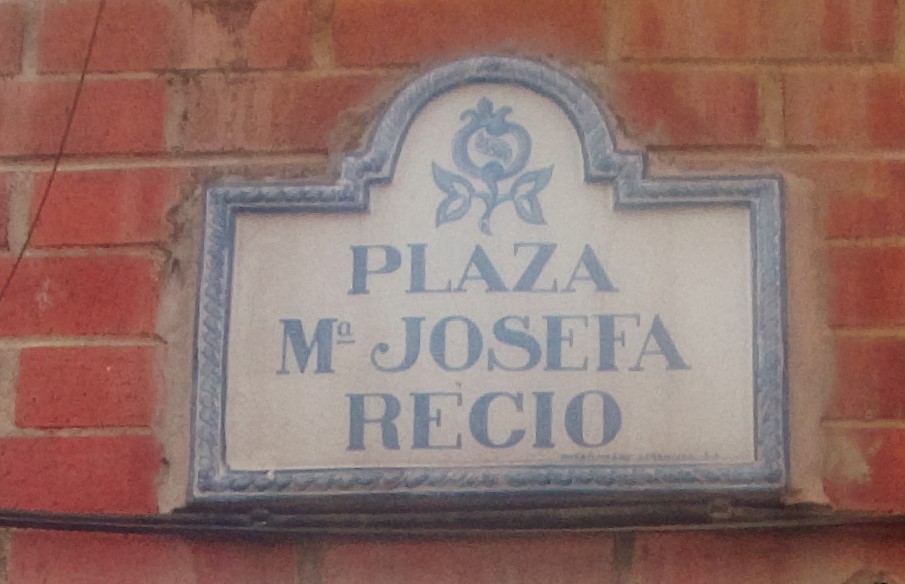 PLAZA
Mª JOSEFA
RECIO